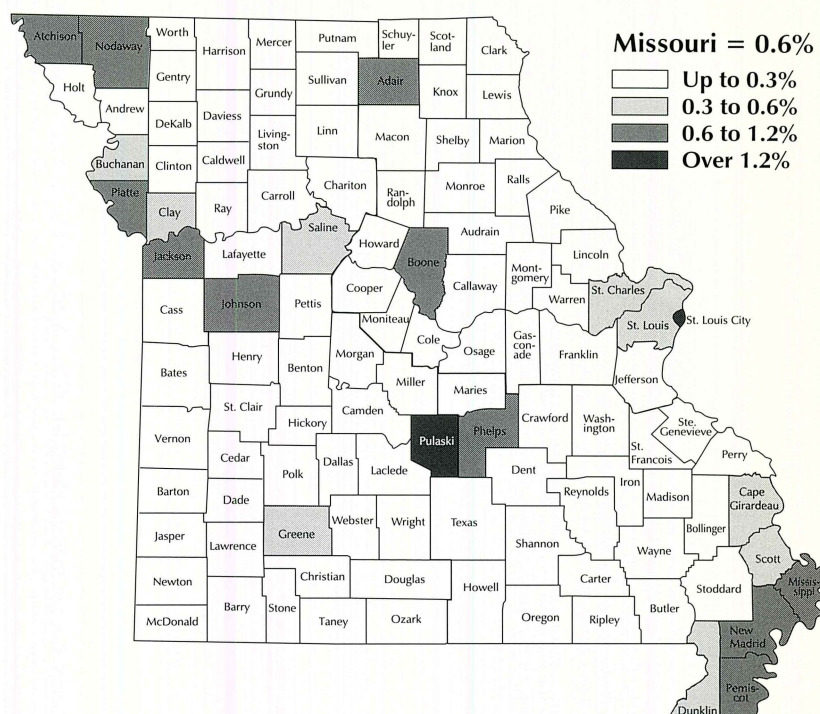 Missouri = 0.6%
Up to 0.3%
0.3 to 0.6%
0.6 to 1.2%
Over 1.2%
Atchison
Nodaway
Worth
Harrison
Mercer
Putnam
Schuy-
ler
Scot-
land
Clark
Holt
Andrew
Gentry
Grundy
Sullivan
Adair
Knox
Lewis
DeKalb
Daviess
Living-
ston
Linn
Macon
Shelby
Marion
Buchanan
Clinton
Caldwell
Platte
Clay
Ray
Carroll
Chariton
Ran-
dolph
Monroe
Ralls
Pike
Saline
Howard
Boone
Audrain
Lincoln
Jackson
Lafayette
Cooper
Callaway
Mont-
gomery
Warren
St. Charles
St. Louis
St. Louis City
Cass
Johnson
Pettis
Moniteau
Cole
Osage
Gas-
con-
ade
Franklin
Jefferson
Bates
Henry
Benton
Morgan
Miller
Maries
St. Clair
Hickory
Camden
Pulaski
Phelps
Crawford
Wash-
ington
St.
Francois
Ste.
Genevieve
Perry
Vernon
Cedar
Polk
Dallas
Laclede
Dent
Iron
Reynolds
Madison
Bollinger
Cape
Girardeau
Barton
Dade
Greene
Webster
Wright
Texas
Shannon
Wayne
Scott
Missis-
sippi
Jasper
Lawrence
Christian
Douglas
Howell
Carter
Butler
Stoddard
Newton
McDonald
Barry
Stone
Taney
Ozark
Oregon
Ripley
New
Madrid
Pemis-
cot
Dunklin